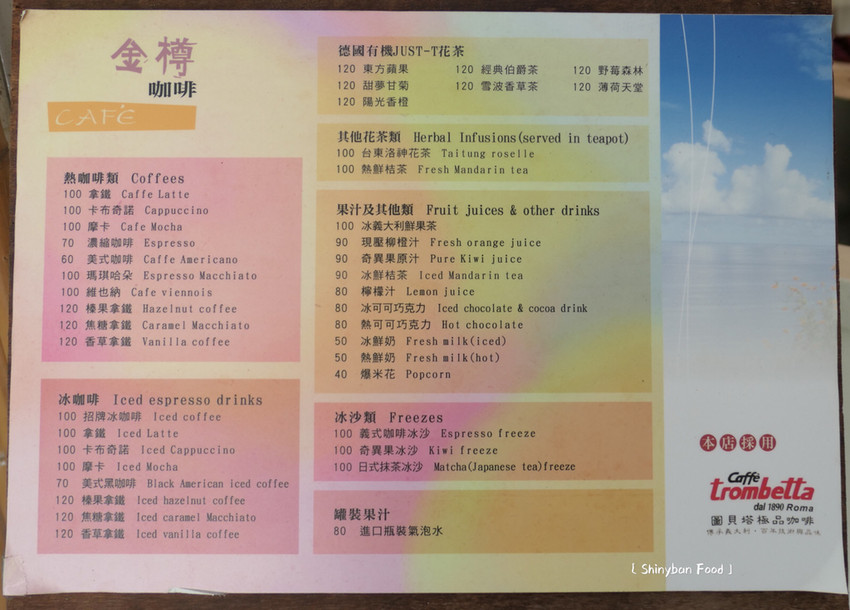 金樽
咖啡
CAFE
熱咖啡類 Coffees
100 拿鐵 Caffe Latte
100 卡布奇諾 Cappuccino
100 摩卡 Cafe Mocha
70 濃縮咖啡 Espresso
60 美式咖啡 Caffe Americano
100 瑪琪哈朵 Espresso Macchiato
100 維也納 Cafe viennois
120 榛果拿鐵 Hazelnut coffee
120 焦糖拿鐵 Caramel Macchiato
120 香草拿鐵 Vanilla coffee
冰咖啡 Iced espresso drinks
100 招牌冰咖啡 Iced coffee
100 拿鐵 Iced Latte
100 卡布奇諾 Iced Cappuccino
100 摩卡 Iced Mocha
70 美式黑咖啡 Black American iced coffee
120 榛果拿鐵 Iced hazelnut coffee
120 焦糖拿鐵 Iced caramel Macchiato
120 香草拿鐵 Iced vanilla coffee
德國有機JUST-T花茶
120 東方蘋果 120 經典伯爵茶 120 野莓森林
120 甜夢甘菊 120 雪波香草茶 120 薄荷天堂
120 陽光香橙
其他花茶類 Herbal Infusions(served in teapot)
100 台東洛神花茶 Taitung roselle
100 熱鮮桔茶 Fresh Mandarin tea
果汁及其他類 Fruit juices & other drinks
100 冰義大利鮮果茶
90 現壓柳橙汁 Fresh orange juice
90 奇異果原汁 Pure Kiwi juice
90 冰鮮桔茶 Iced Mandarin tea
80 檸檬汁 Lemon juice
80 冰可可巧克力 Iced chocolate & cocoa drink
80 熱可可巧克力 Hot chocolate
50 冰鮮奶 Fresh milk(iced)
50 熱鮮奶 Fresh milk(hot)
40 爆米花 Popcorn
冰沙類 Freezes
100 義式咖啡冰沙 Espresso freeze
100 奇異果冰沙 Kiwi freeze
100 日式抹茶冰沙 Matcha(Japanese tea)freeze
罐裝果汁
80 進口瓶裝氣泡水
本店採用
Caffè
trombetta
dal 1890 Roma
圖貝塔極品咖啡
傳承義大利・百年技術與品味
[ Shinyban Food ]